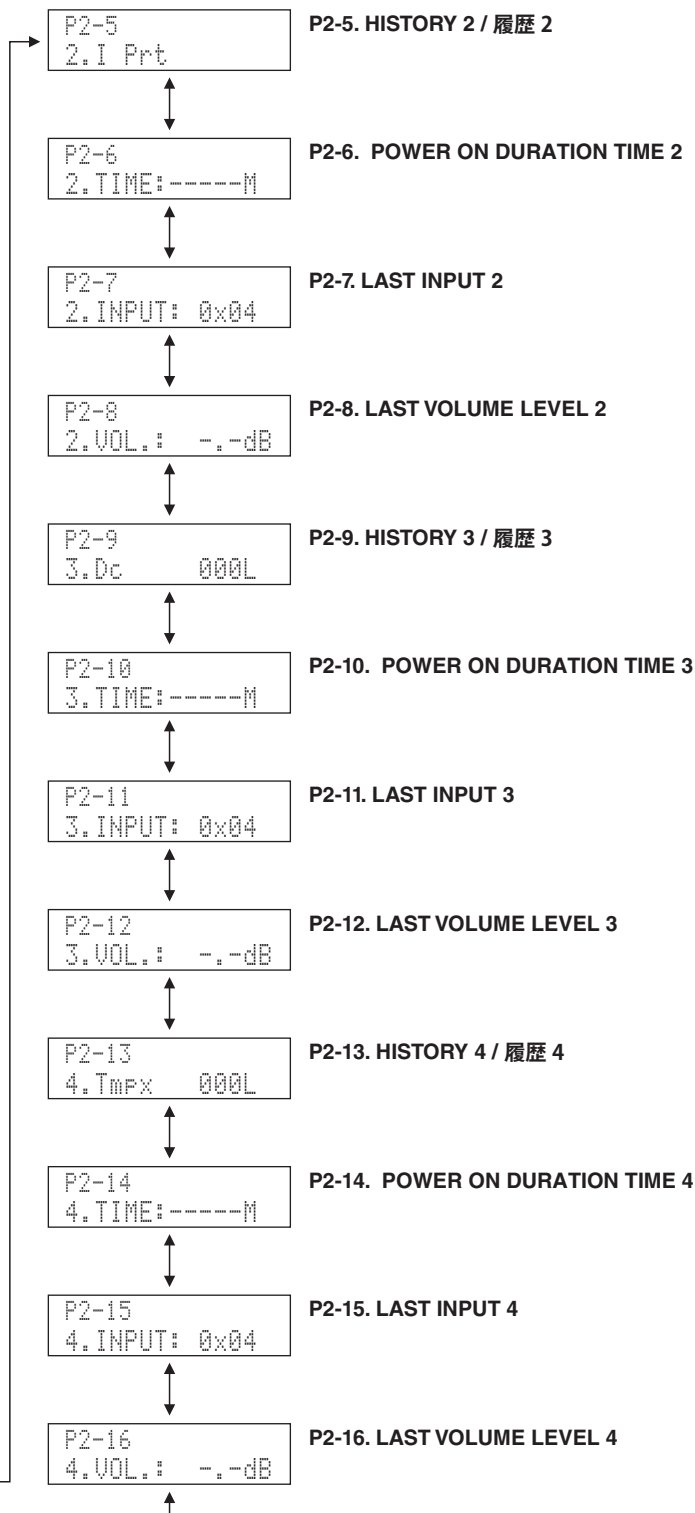 P2-5
2.I Prt
P2-5. HISTORY 2 / 履歴 2
P2-6
2.TIME:-----M
P2-6. POWER ON DURATION TIME 2
P2-7
2.INPUT: 0x04
P2-7. LAST INPUT 2
P2-8
2.VOL.: -.-dB
P2-8. LAST VOLUME LEVEL 2
P2-9
3.Dc 000L
P2-9. HISTORY 3 / 履歴 3
P2-10
3.TIME:-----M
P2-10. POWER ON DURATION TIME 3
P2-11
3.INPUT: 0x04
P2-11. LAST INPUT 3
P2-12
3.VOL.: -.-dB
P2-12. LAST VOLUME LEVEL 3
P2-13
4.Tmpx 000L
P2-13. HISTORY 4 / 履歴 4
P2-14
4.TIME:-----M
P2-14. POWER ON DURATION TIME 4
P2-15
4.INPUT: 0x04
P2-15. LAST INPUT 4
P2-16
4.VOL.: -.-dB
P2-16. LAST VOLUME LEVEL 4